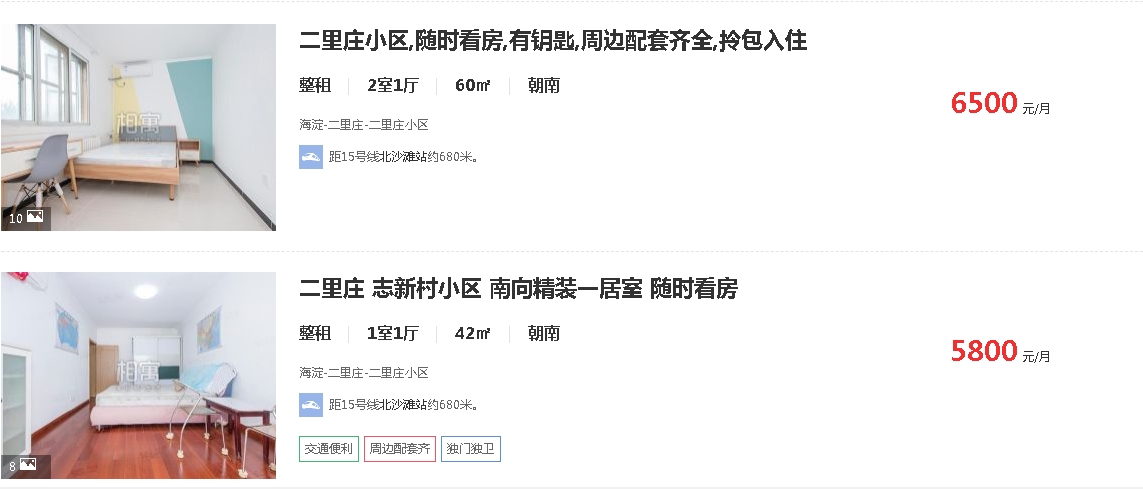 二里庄小区,随时看房,有钥匙,周边配套齐全,拎包入住
整租 2室1厅 60㎡ 朝南
6500 元/月
海淀-二里庄-二里庄小区
距15号线北沙滩站约680米。
相寓
10
二里庄 志新村小区 南向精装一居室 随时看房
整租 1室1厅 42㎡ 朝南
5800 元/月
海淀-二里庄-二里庄小区
距15号线北沙滩站约680米。
相寓
交通便利 周边配套齐 独门独卫
8